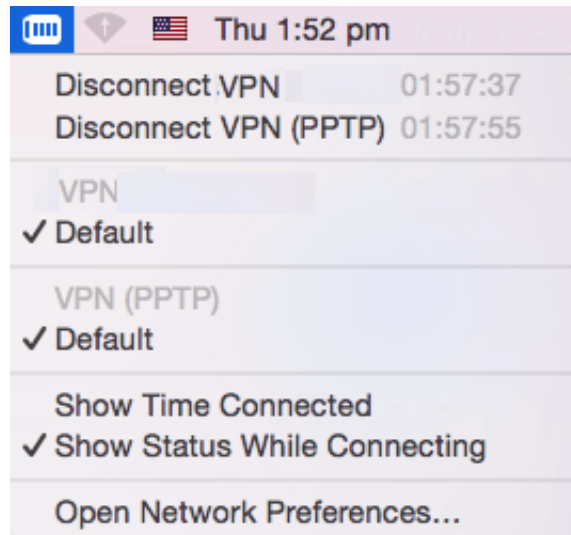 Thu 1:52 pm
Disconnect VPN 01:57:37
Disconnect VPN (PPTP) 01:57:55
VPN
✓ Default
VPN (PPTP)
✓ Default
Show Time Connected
✓ Show Status While Connecting
Open Network Preferences...